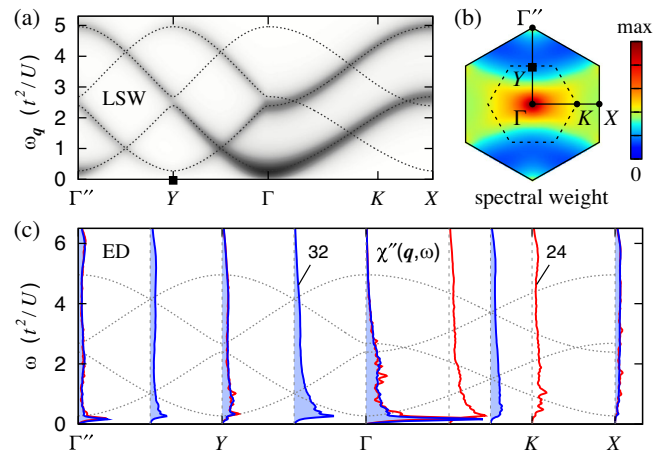 (a)
5
4
3
2
1
0
ω_q (t²/U)
LSW
Γ′′ Y Γ K X
(b)
Γ′′
Y
Γ K X
max
0
spectral weight
(c)
6
4
2
0
ω (t²/U)
ED 32 χ′′(q,ω) 24
Γ′′ Y Γ K X